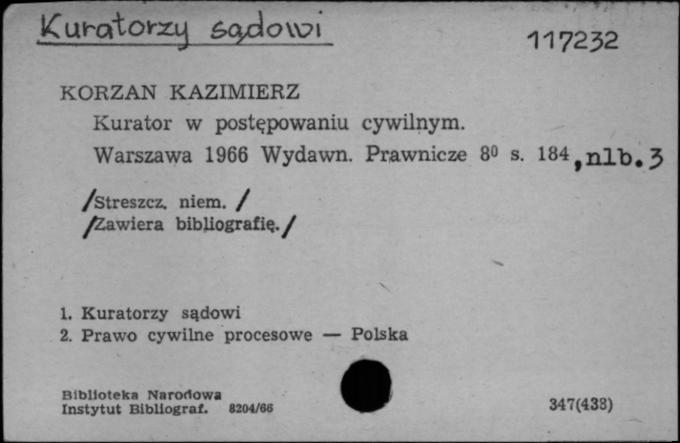 Kuratorzy sądowi
117232
KORZAN KAZIMIERZ
Kurator w postępowaniu cywilnym.
Warszawa 1966 Wydawn. Prawnicze 8⁰ s. 184, nlb. 3
/Streszcz. niem. /
/Zawiera bibliografię./
1. Kuratorzy sądowi
2. Prawo cywilne procesowe — Polska
Biblioteka Narodowa
Instytut Bibliograf. 8204/66
347(438)